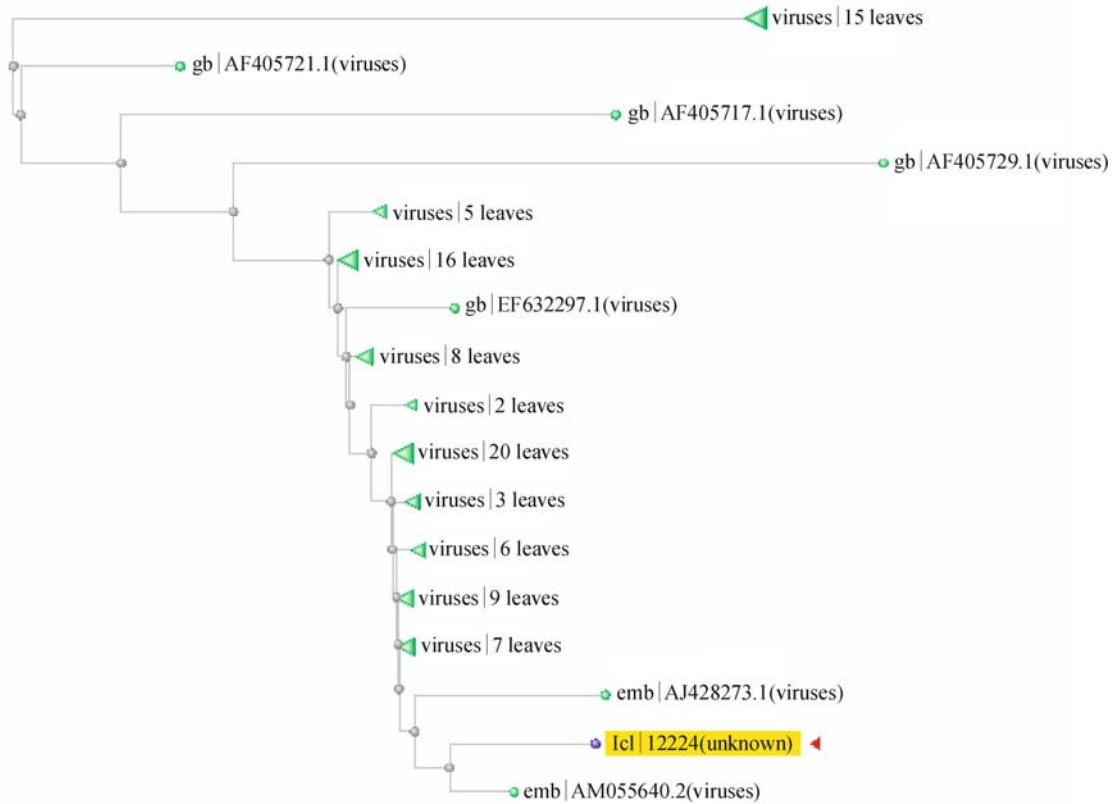 viruses|15 leaves
gb|AF405721.1(viruses)
gb|AF405717.1(viruses)
gb|AF405729.1(viruses)
viruses|5 leaves
viruses|16 leaves
gb|EF632297.1(viruses)
viruses|8 leaves
viruses|2 leaves
viruses|20 leaves
viruses|3 leaves
viruses|6 leaves
viruses|9 leaves
viruses|7 leaves
emb|AJ428273.1(viruses)
Icl|12224(unknown)
emb|AM055640.2(viruses)